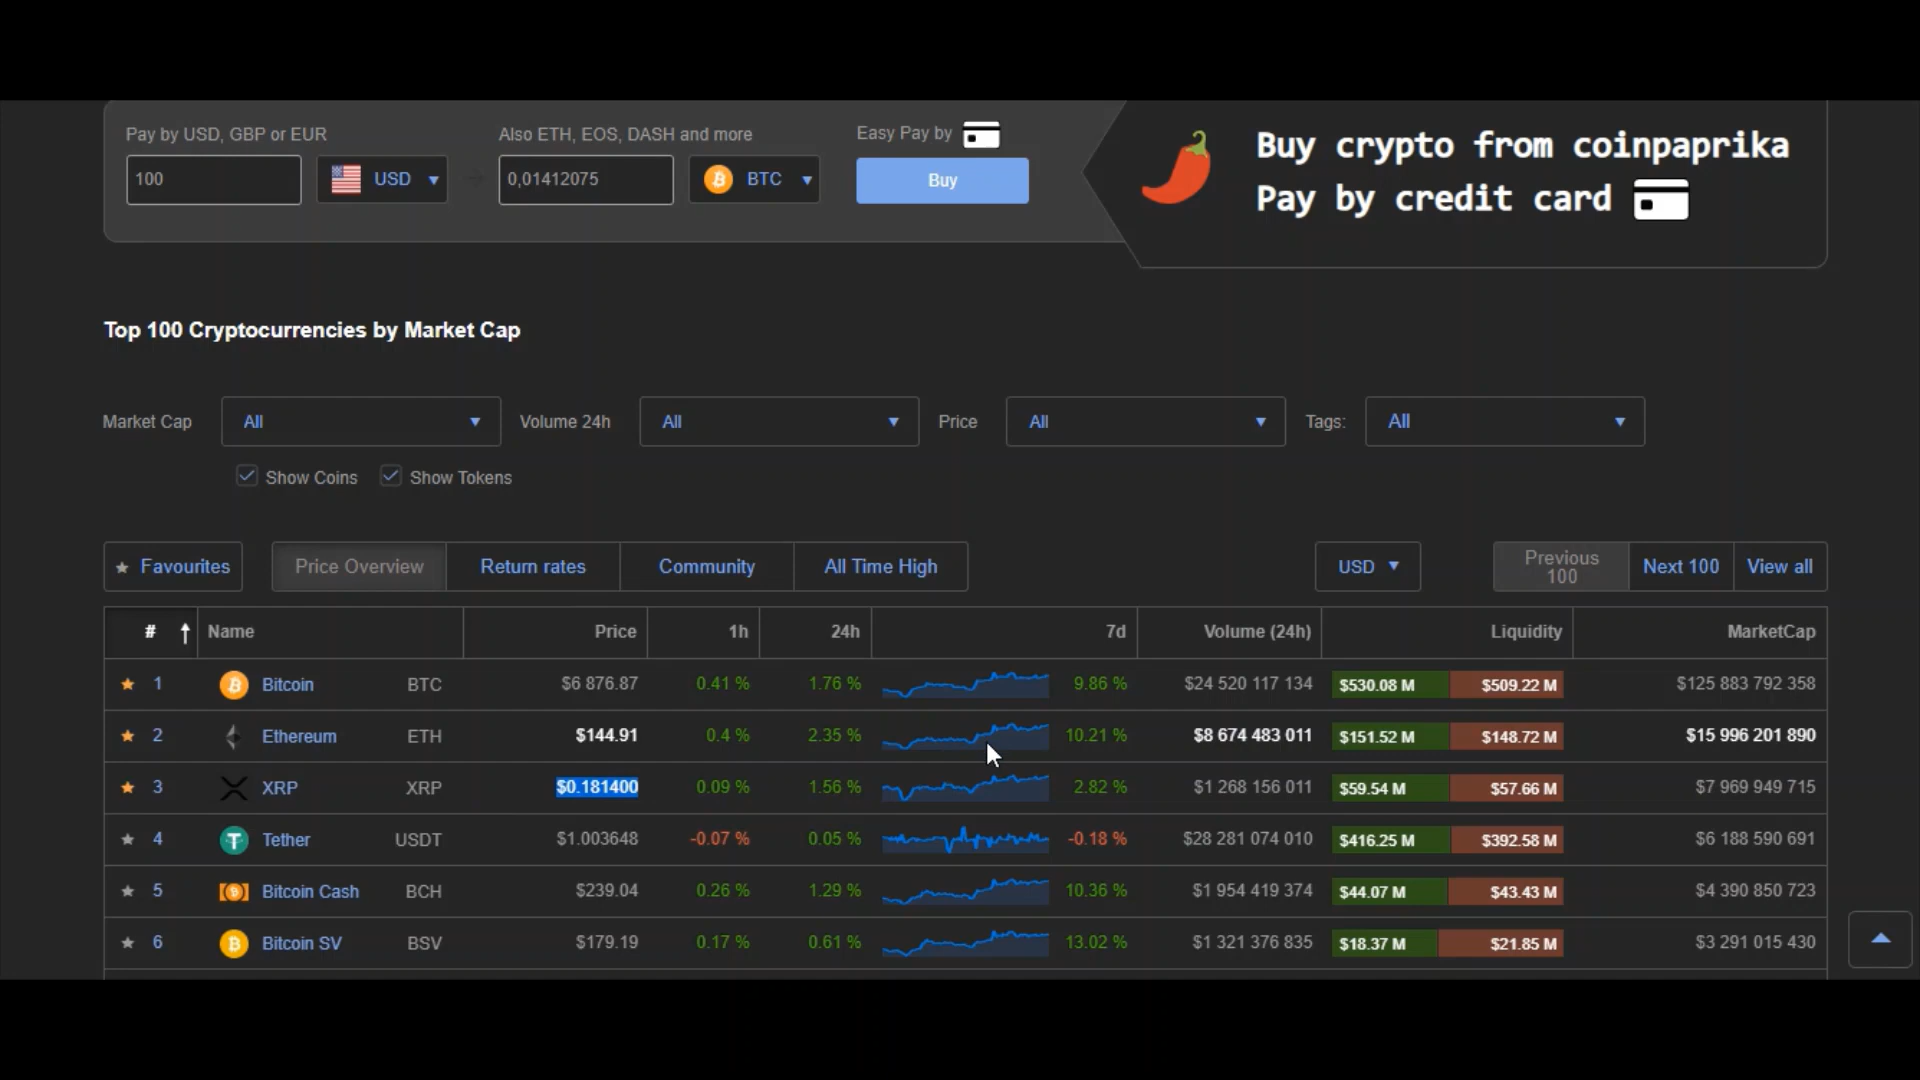 Pay by USD, GBP or EUR
Also ETH, EOS, DASH and more
Easy Pay by
100
USD
0,01412075
BTC
Buy
Buy crypto from coinpaprika
Pay by credit card
Top 100 Cryptocurrencies by Market Cap
Market Cap All Volume 24h All Price All Tags: All
Show Coins Show Tokens
Favourites Price Overview Return rates Community All Time High USD Previous 100 Next 100 View all
# Name Price 1h 24h 7d Volume (24h) Liquidity MarketCap
1 Bitcoin BTC $6 876.87 0.41 % 1.76 % 9.86 % $24 520 117 134 $530.08 M $509.22 M $125 883 792 358
2 Ethereum ETH $144.91 0.4 % 2.35 % 10.21 % $8 674 483 011 $151.52 M $148.72 M $15 996 201 890
3 XRP XRP $0.181400 0.09 % 1.56 % 2.82 % $1 268 156 011 $59.54 M $57.66 M $7 969 949 715
4 Tether USDT $1.003648 -0.07 % 0.05 % -0.18 % $28 281 074 010 $416.25 M $392.58 M $6 188 590 691
5 Bitcoin Cash BCH $239.04 0.26 % 1.29 % 10.36 % $1 954 419 374 $44.07 M $43.43 M $4 390 850 723
6 Bitcoin SV BSV $179.19 0.17 % 0.61 % 13.02 % $1 321 376 835 $18.37 M $21.85 M $3 291 015 430